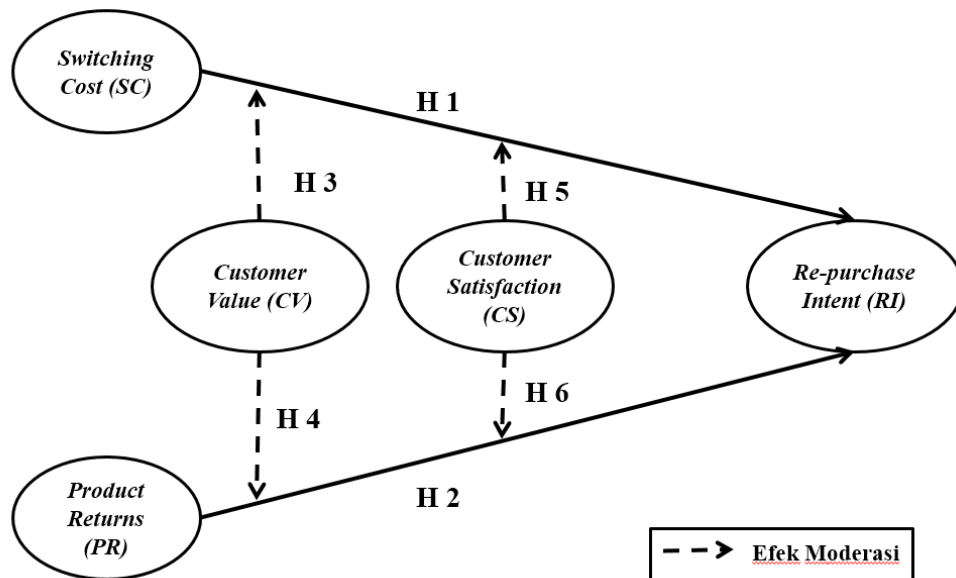 Switching
Cost (SC)
H 1
H 3
H 5
Customer
Value (CV)
Customer
Satisfaction
(CS)
Re-purchase
Intent (RI)
H 4
H 6
Product
Returns
(PR)
H 2
Efek Moderasi